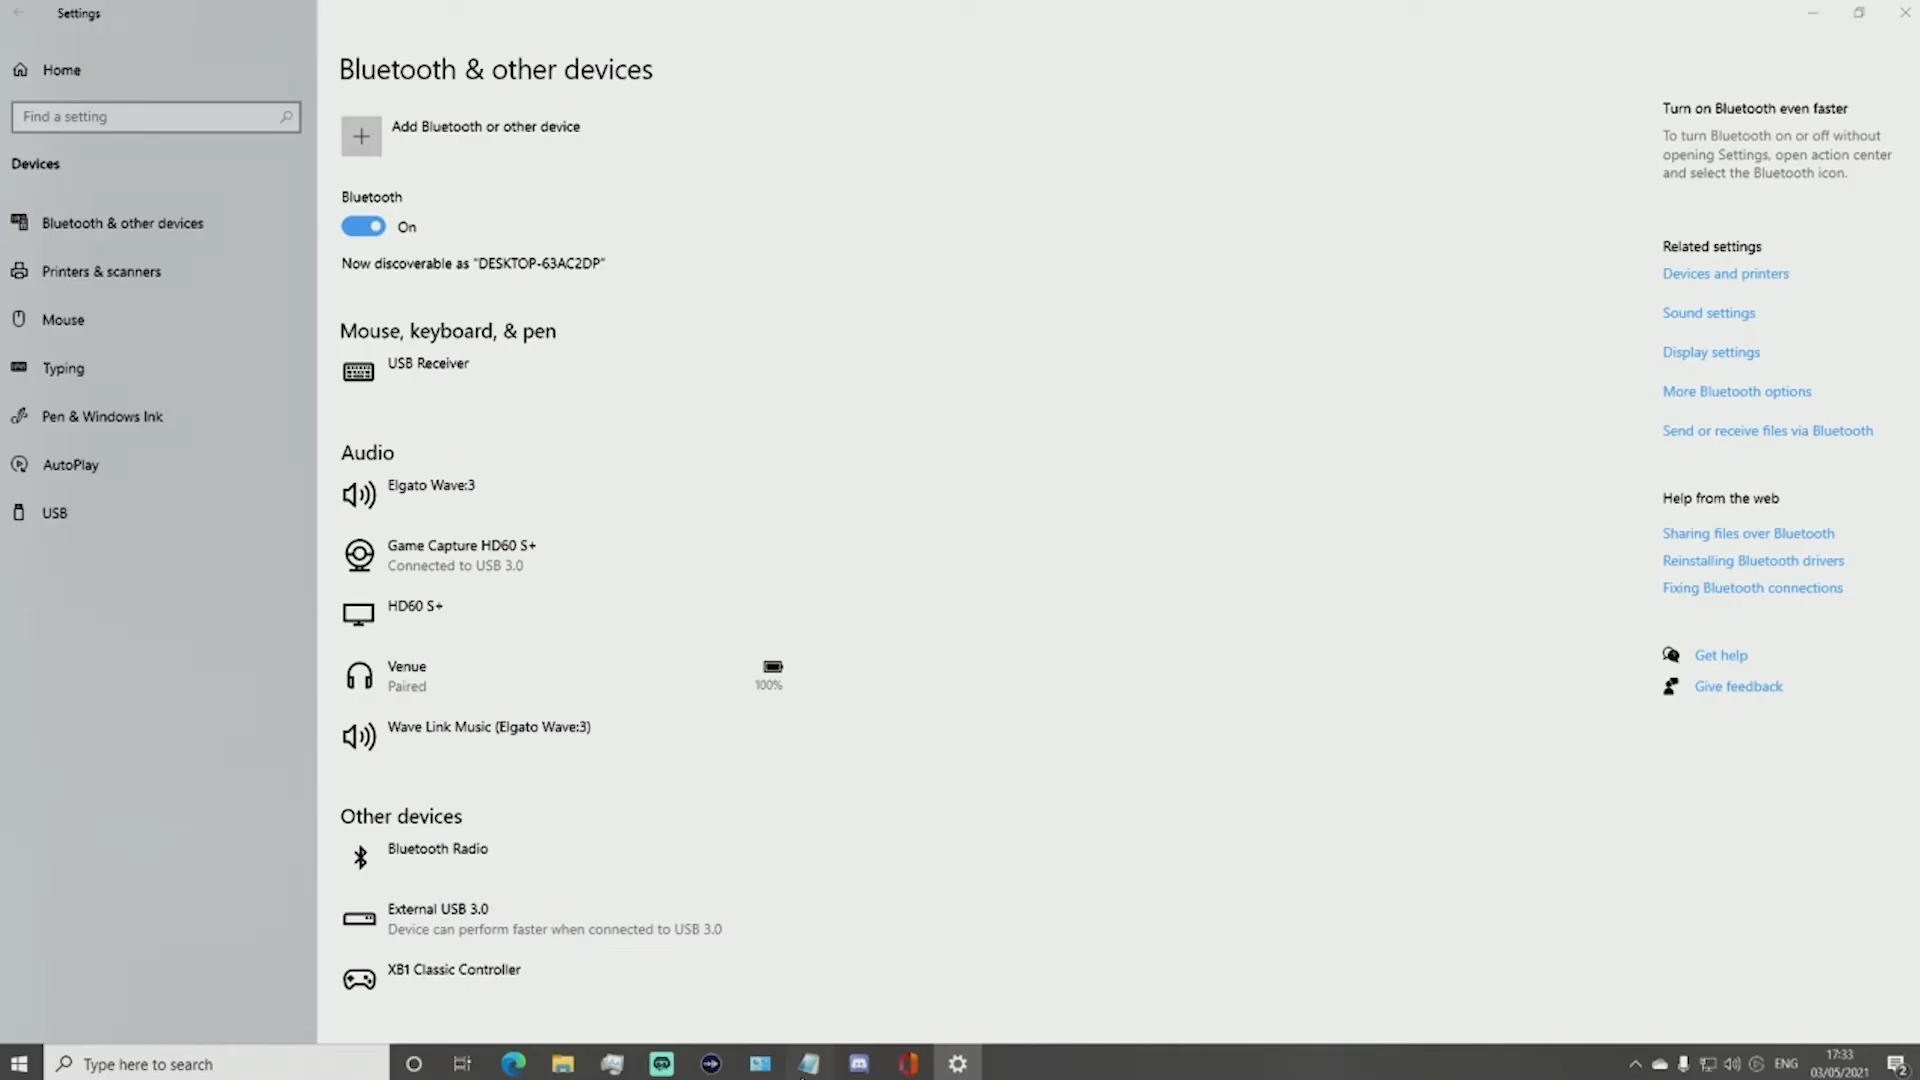 Settings
Home
Find a setting
Devices
Bluetooth & other devices
Printers & scanners
Mouse
Typing
Pen & Windows Ink
AutoPlay
USB
Bluetooth & other devices
Add Bluetooth or other device
Bluetooth
On
Now discoverable as "DESKTOP-63AC2DP"
Mouse, keyboard, & pen
USB Receiver
Audio
Elgato Wave:3
Game Capture HD60 S+
Connected to USB 3.0
HD60 S+
Venue
Paired
100%
Wave Link Music (Elgato Wave:3)
Other devices
Bluetooth Radio
External USB 3.0
Device can perform faster when connected to USB 3.0
XB1 Classic Controller
Turn on Bluetooth even faster
To turn Bluetooth on or off without
opening Settings, open action center
and select the Bluetooth icon.
Related settings
Devices and printers
Sound settings
Display settings
More Bluetooth options
Send or receive files via Bluetooth
Help from the web
Sharing files over Bluetooth
Reinstalling Bluetooth drivers
Fixing Bluetooth connections
Get help
Give feedback
Type here to search
ENG
17:33
03/05/2021
2